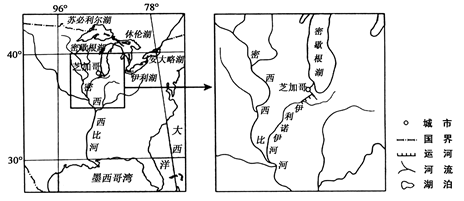 96°
78°
苏必利尔湖
休伦湖
40°
密歇根湖
安大略湖
芝加哥
伊利湖
密西西比河
大西洋
30°
墨西哥湾
密歇根湖
芝加哥
密西西比河
伊利诺伊河
城市
国界
运河
河流
湖泊